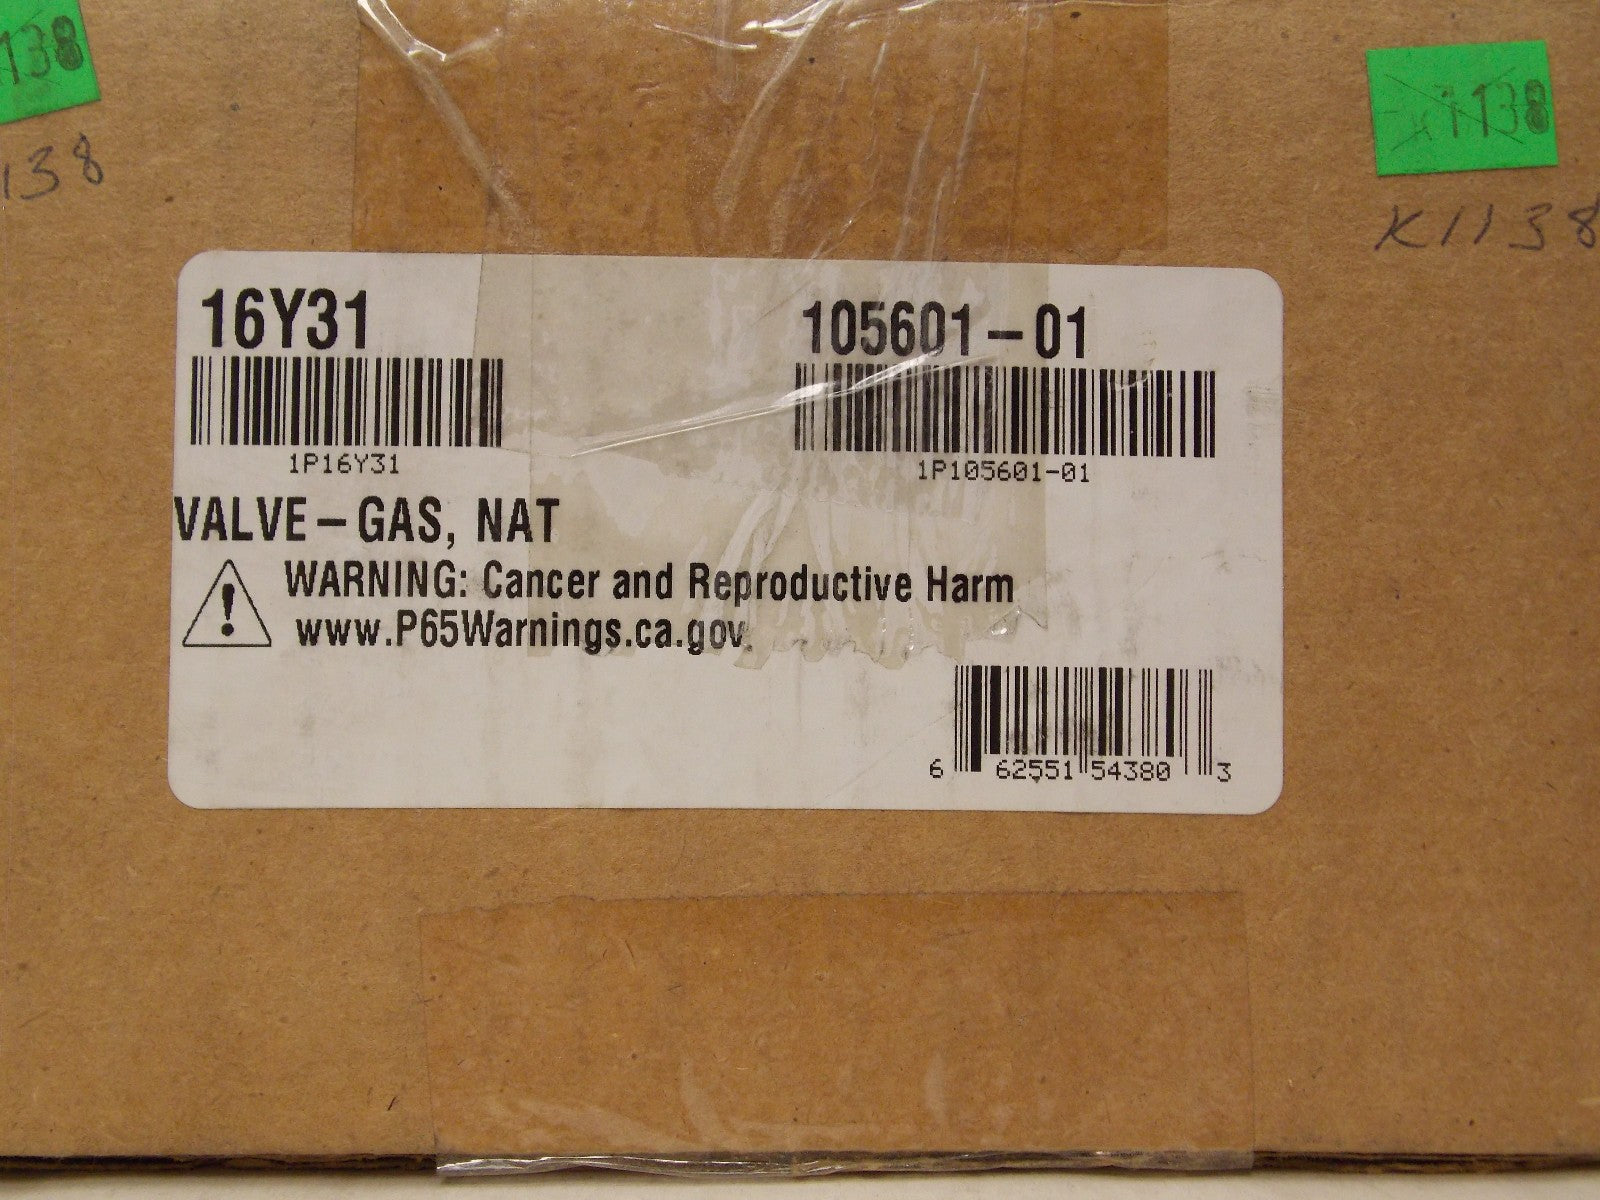 138
1138
138
K1138
16Y31
105601-01
1P16Y31
1P105601-01
VALVE-GAS, NAT
WARNING: Cancer and Reproductive Harm
www.P65Warnings.ca.gov.
6 62551 54380 3